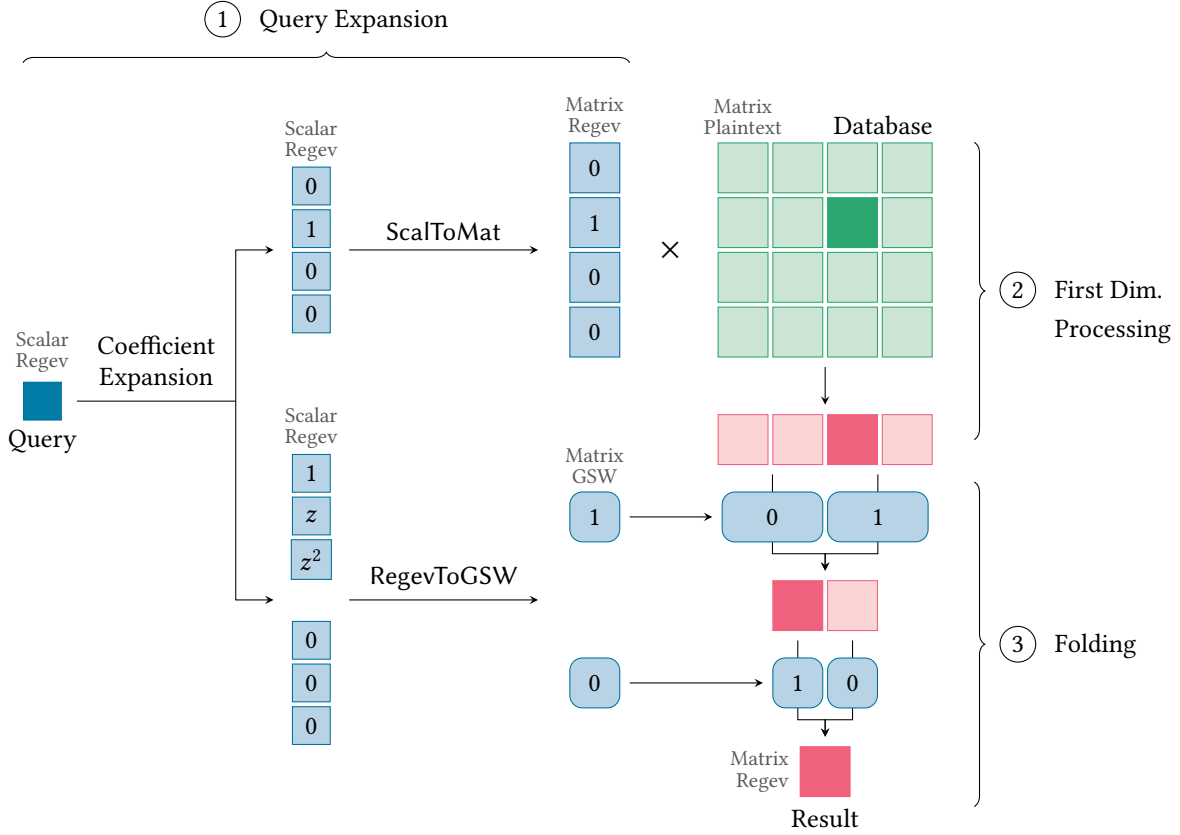 1 Query Expansion
Scalar
Regev
0
1
0
0
ScalToMat
Matrix
Regev
0
1
0
0
×
Matrix
Plaintext
Database
2 First Dim.
Processing
Scalar
Regev
Query
Coefficient
Expansion
Scalar
Regev
1
z
z²
0
0
0
RegevToGSW
Matrix
GSW
1
0
0 1
1 0
3 Folding
Matrix
Regev
Result